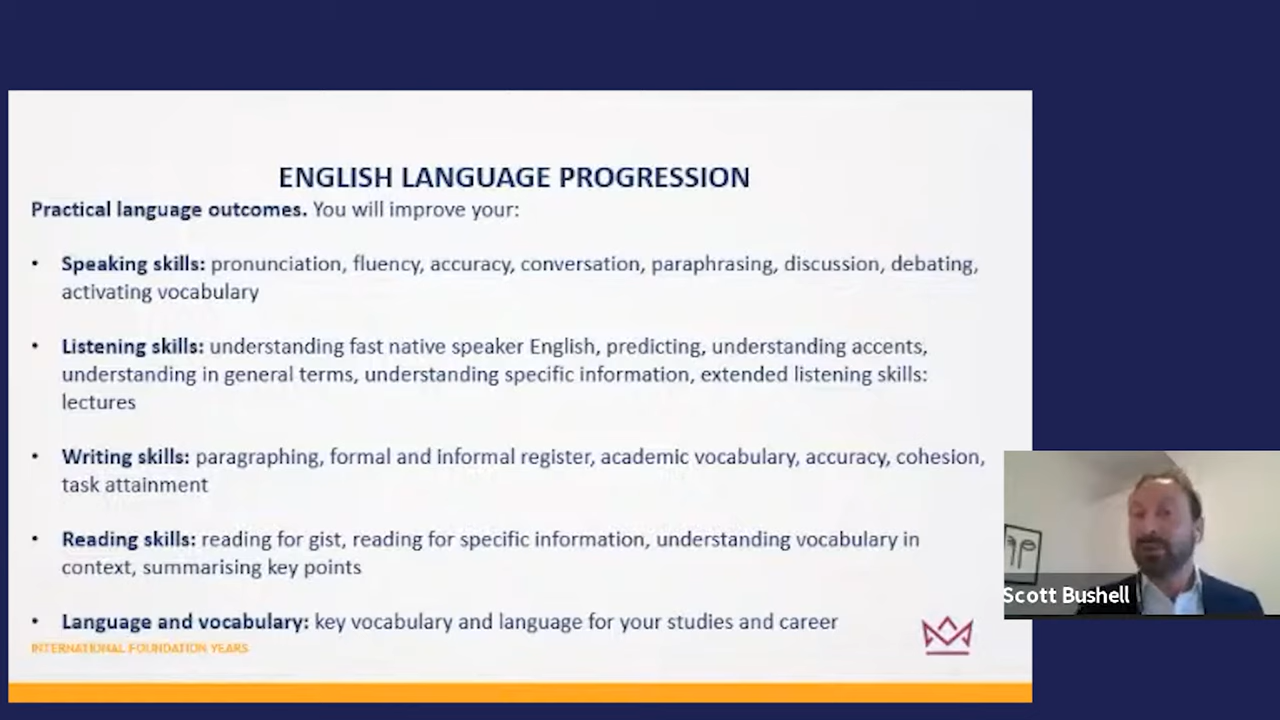 ENGLISH LANGUAGE PROGRESSION
Practical language outcomes. You will improve your:
• Speaking skills: pronunciation, fluency, accuracy, conversation, paraphrasing, discussion, debating,
activating vocabulary
• Listening skills: understanding fast native speaker English, predicting, understanding accents,
understanding in general terms, understanding specific information, extended listening skills:
lectures
• Writing skills: paragraphing, formal and informal register, academic vocabulary, accuracy, cohesion,
task attainment
• Reading skills: reading for gist, reading for specific information, understanding vocabulary in
context, summarising key points
• Language and vocabulary: key vocabulary and language for your studies and career
INTERNATIONAL FOUNDATION YEARS
Scott Bushell